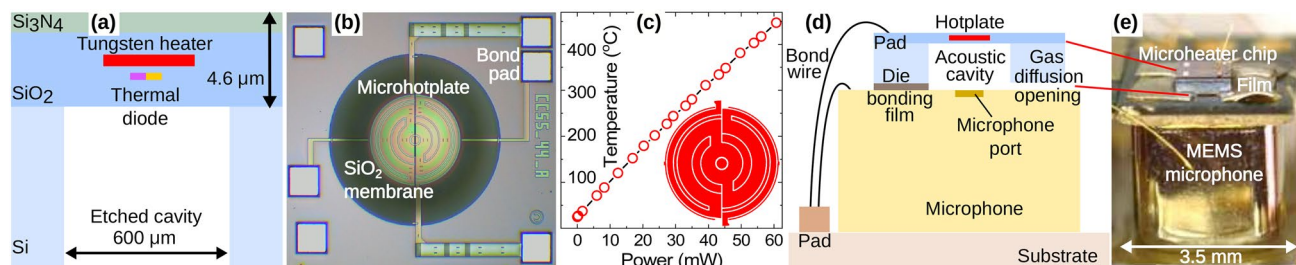 (a)
Si₃N₄
Tungsten heater
4.6 µm
SiO₂
Thermal
diode
Etched cavity
600 µm
Si
(b)
Bond
pad
Microhotplate
SiO₂
membrane
CC55_44_A
(c)
Temperature (°C)
400
300
200
100
0 10 20 30 40 50 60
Power (mW)
(d)
Hotplate
Bond
wire
Pad
Acoustic
cavity
Gas
diffusion
opening
Die
bonding
film
Microphone
port
Microphone
Pad
Substrate
(e)
Microheater chip
Film
MEMS
microphone
3.5 mm